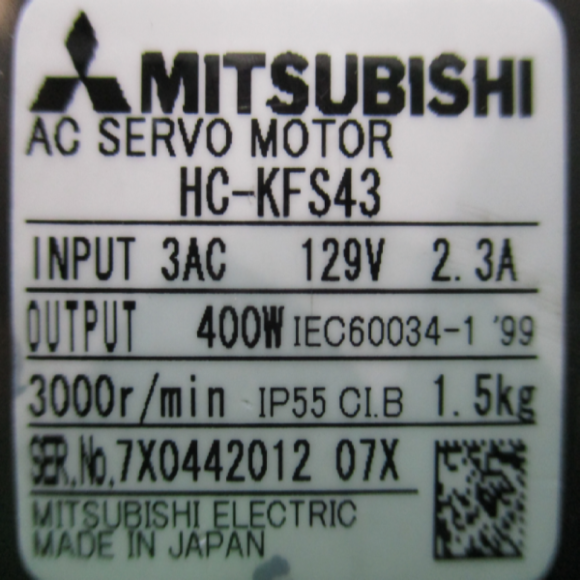 MITSUBISHI
AC SERVO MOTOR
HC-KFS43
INPUT 3AC 129V 2.3A
OUTPUT 400W IEC60034-1 '99
3000r/min IP55 CI.B 1.5kg
SER.No.7X0442012 07X
MITSUBISHI ELECTRIC
MADE IN JAPAN